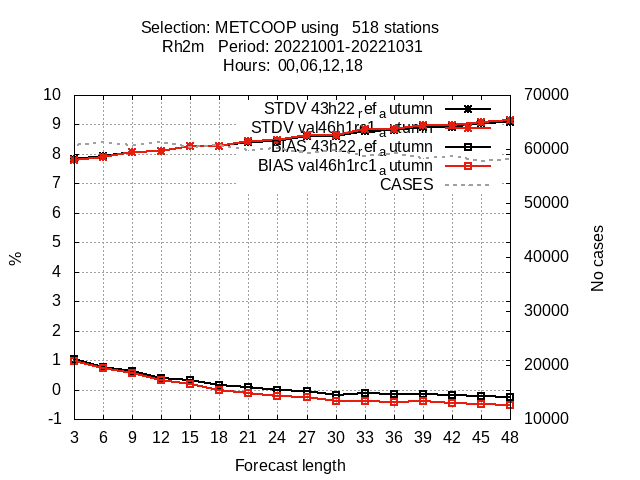 Selection: METCOOP using 518 stations
Rh2m Period: 20221001-20221031
Hours: 00,06,12,18
10
9
8
7
6
5
4
3
2
1
0
-1
%
STDV 43h22_ref_autumn
STDV val46h1rc1_autumn
BIAS 43h22_ref_autumn
BIAS val46h1rc1_autumn
CASES
70000
60000
50000
40000
30000
20000
10000
No cases
3 6 9 12 15 18 21 24 27 30 33 36 39 42 45 48
Forecast length